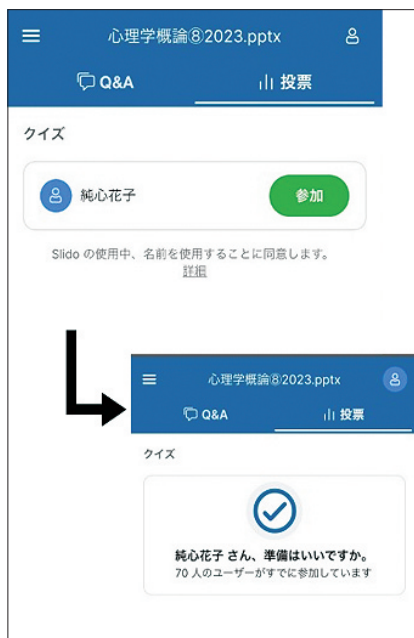 心理学概論⑧2023.pptx
Q&A 投票
クイズ
純心花子 参加
Slido の使用中、名前を使用することに同意します。
詳細
心理学概論⑧2023.pptx
Q&A 投票
クイズ
純心花子 さん、準備はいいですか。
70 人のユーザーがすでに参加しています